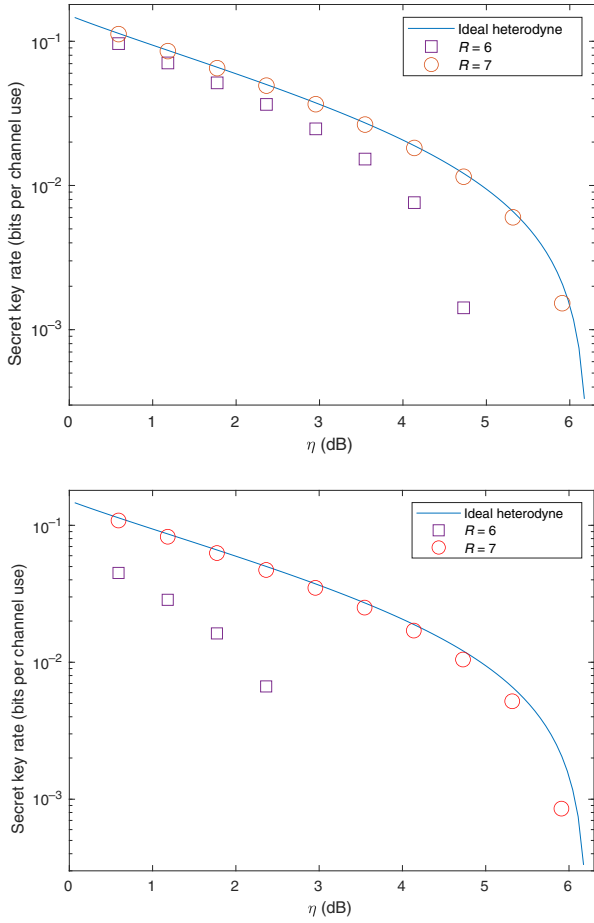 Ideal heterodyne
R = 6
R = 7
10⁻¹
10⁻²
10⁻³
Secret key rate (bits per channel use)
0 1 2 3 4 5 6
η (dB)
Ideal heterodyne
R = 6
R = 7
10⁻¹
10⁻²
10⁻³
Secret key rate (bits per channel use)
0 1 2 3 4 5 6
η (dB)